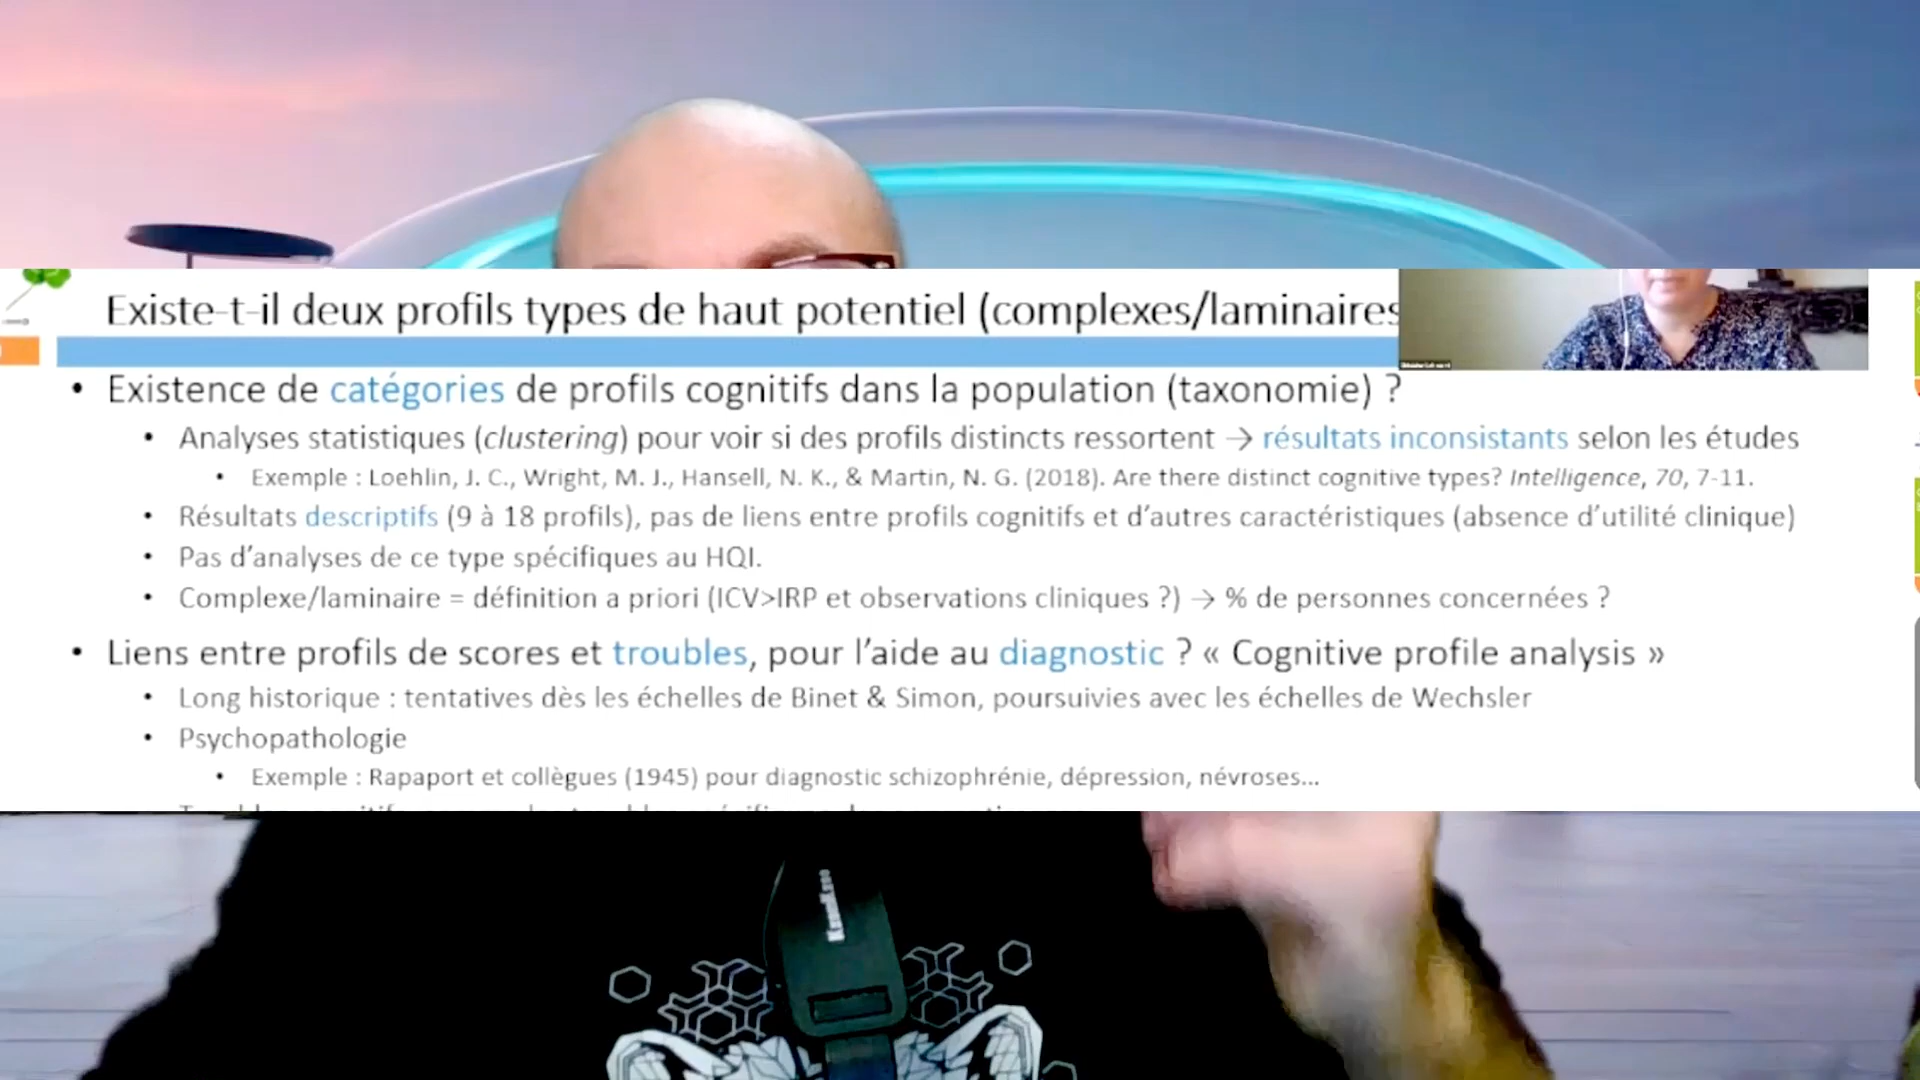 Existe-t-il deux profils types de haut potentiel (complexes/laminaires
• Existence de catégories de profils cognitifs dans la population (taxonomie) ?
• Analyses statistiques (clustering) pour voir si des profils distincts ressortent → résultats inconsistants selon les études
• Exemple : Loehlin, J. C., Wright, M. J., Hansell, N. K., & Martin, N. G. (2018). Are there distinct cognitive types? Intelligence, 70, 7-11.
• Résultats descriptifs (9 à 18 profils), pas de liens entre profils cognitifs et d’autres caractéristiques (absence d’utilité clinique)
• Pas d’analyses de ce type spécifiques au HQI.
• Complexe/laminaire = définition a priori (ICV>IRP et observations cliniques ?) → % de personnes concernées ?
• Liens entre profils de scores et troubles, pour l’aide au diagnostic ? « Cognitive profile analysis »
• Long historique : tentatives dès les échelles de Binet & Simon, poursuivies avec les échelles de Wechsler
• Psychopathologie
• Exemple : Rapaport et collègues (1945) pour diagnostic schizophrénie, dépression, névroses...